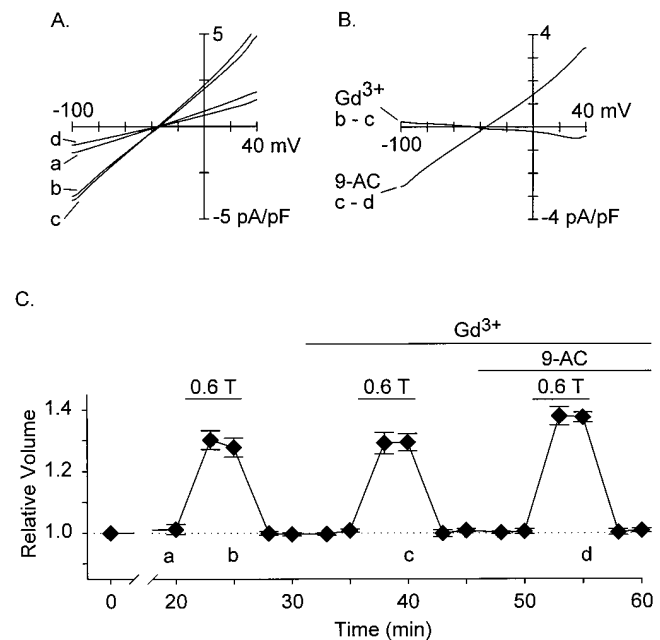 A.
5
-100
40 mV
d
a
b
c
-5 pA/pF
B.
4
Gd3+
b - c
40 mV
-100
9-AC
c - d
-4 pA/pF
C.
Gd3+
9-AC
0.6 T
0.6 T
0.6 T
1.4
1.2
1.0
Relative Volume
a
b
c
d
0
20
30
40
50
60
Time (min)